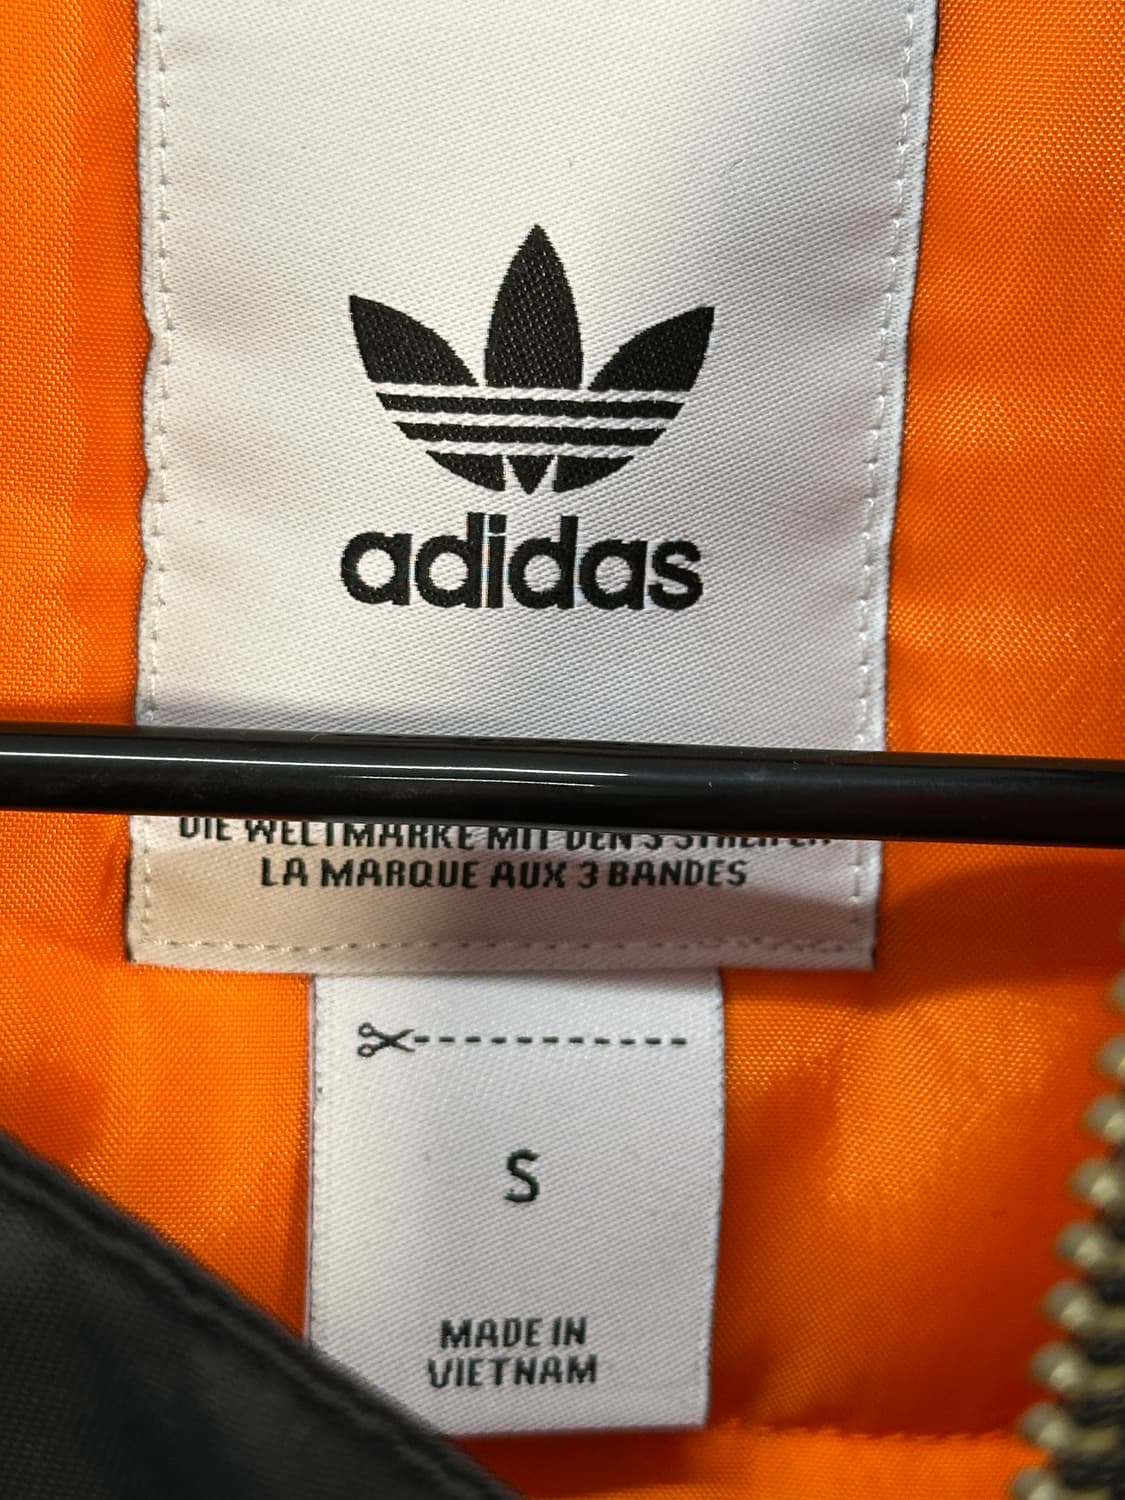 adidas
DIE WELTMARKE MIT DEN 3 STREIFEN
LA MARQUE AUX 3 BANDES
S
MADE IN
VIETNAM